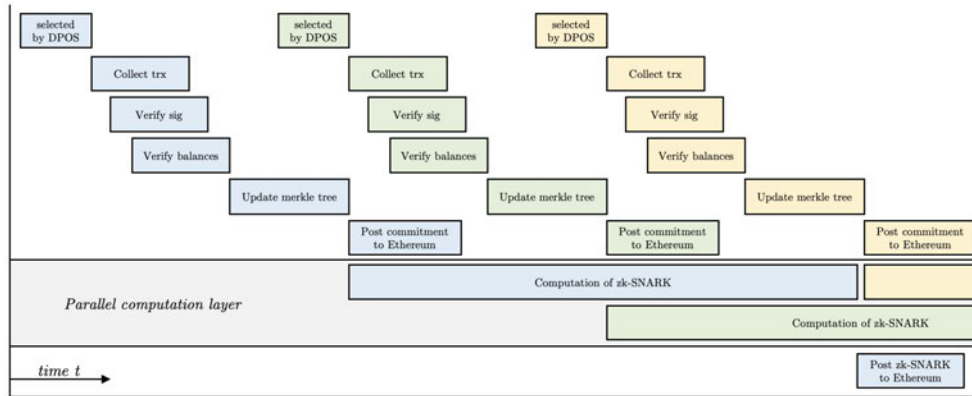 selected
by DPOS
selected
by DPOS
selected
by DPOS
Collect trx
Collect trx
Collect trx
Verify sig
Verify sig
Verify sig
Verify balances
Verify balances
Verify balances
Update merkle tree
Update merkle tree
Update merkle tree
Post commitment
to Ethereum
Post commitment
to Ethereum
Post commitment
to Ethereum
Computation of zk-SNARK
Parallel computation layer
Computation of zk-SNARK
time t
Post zk-SNARK
to Ethereum